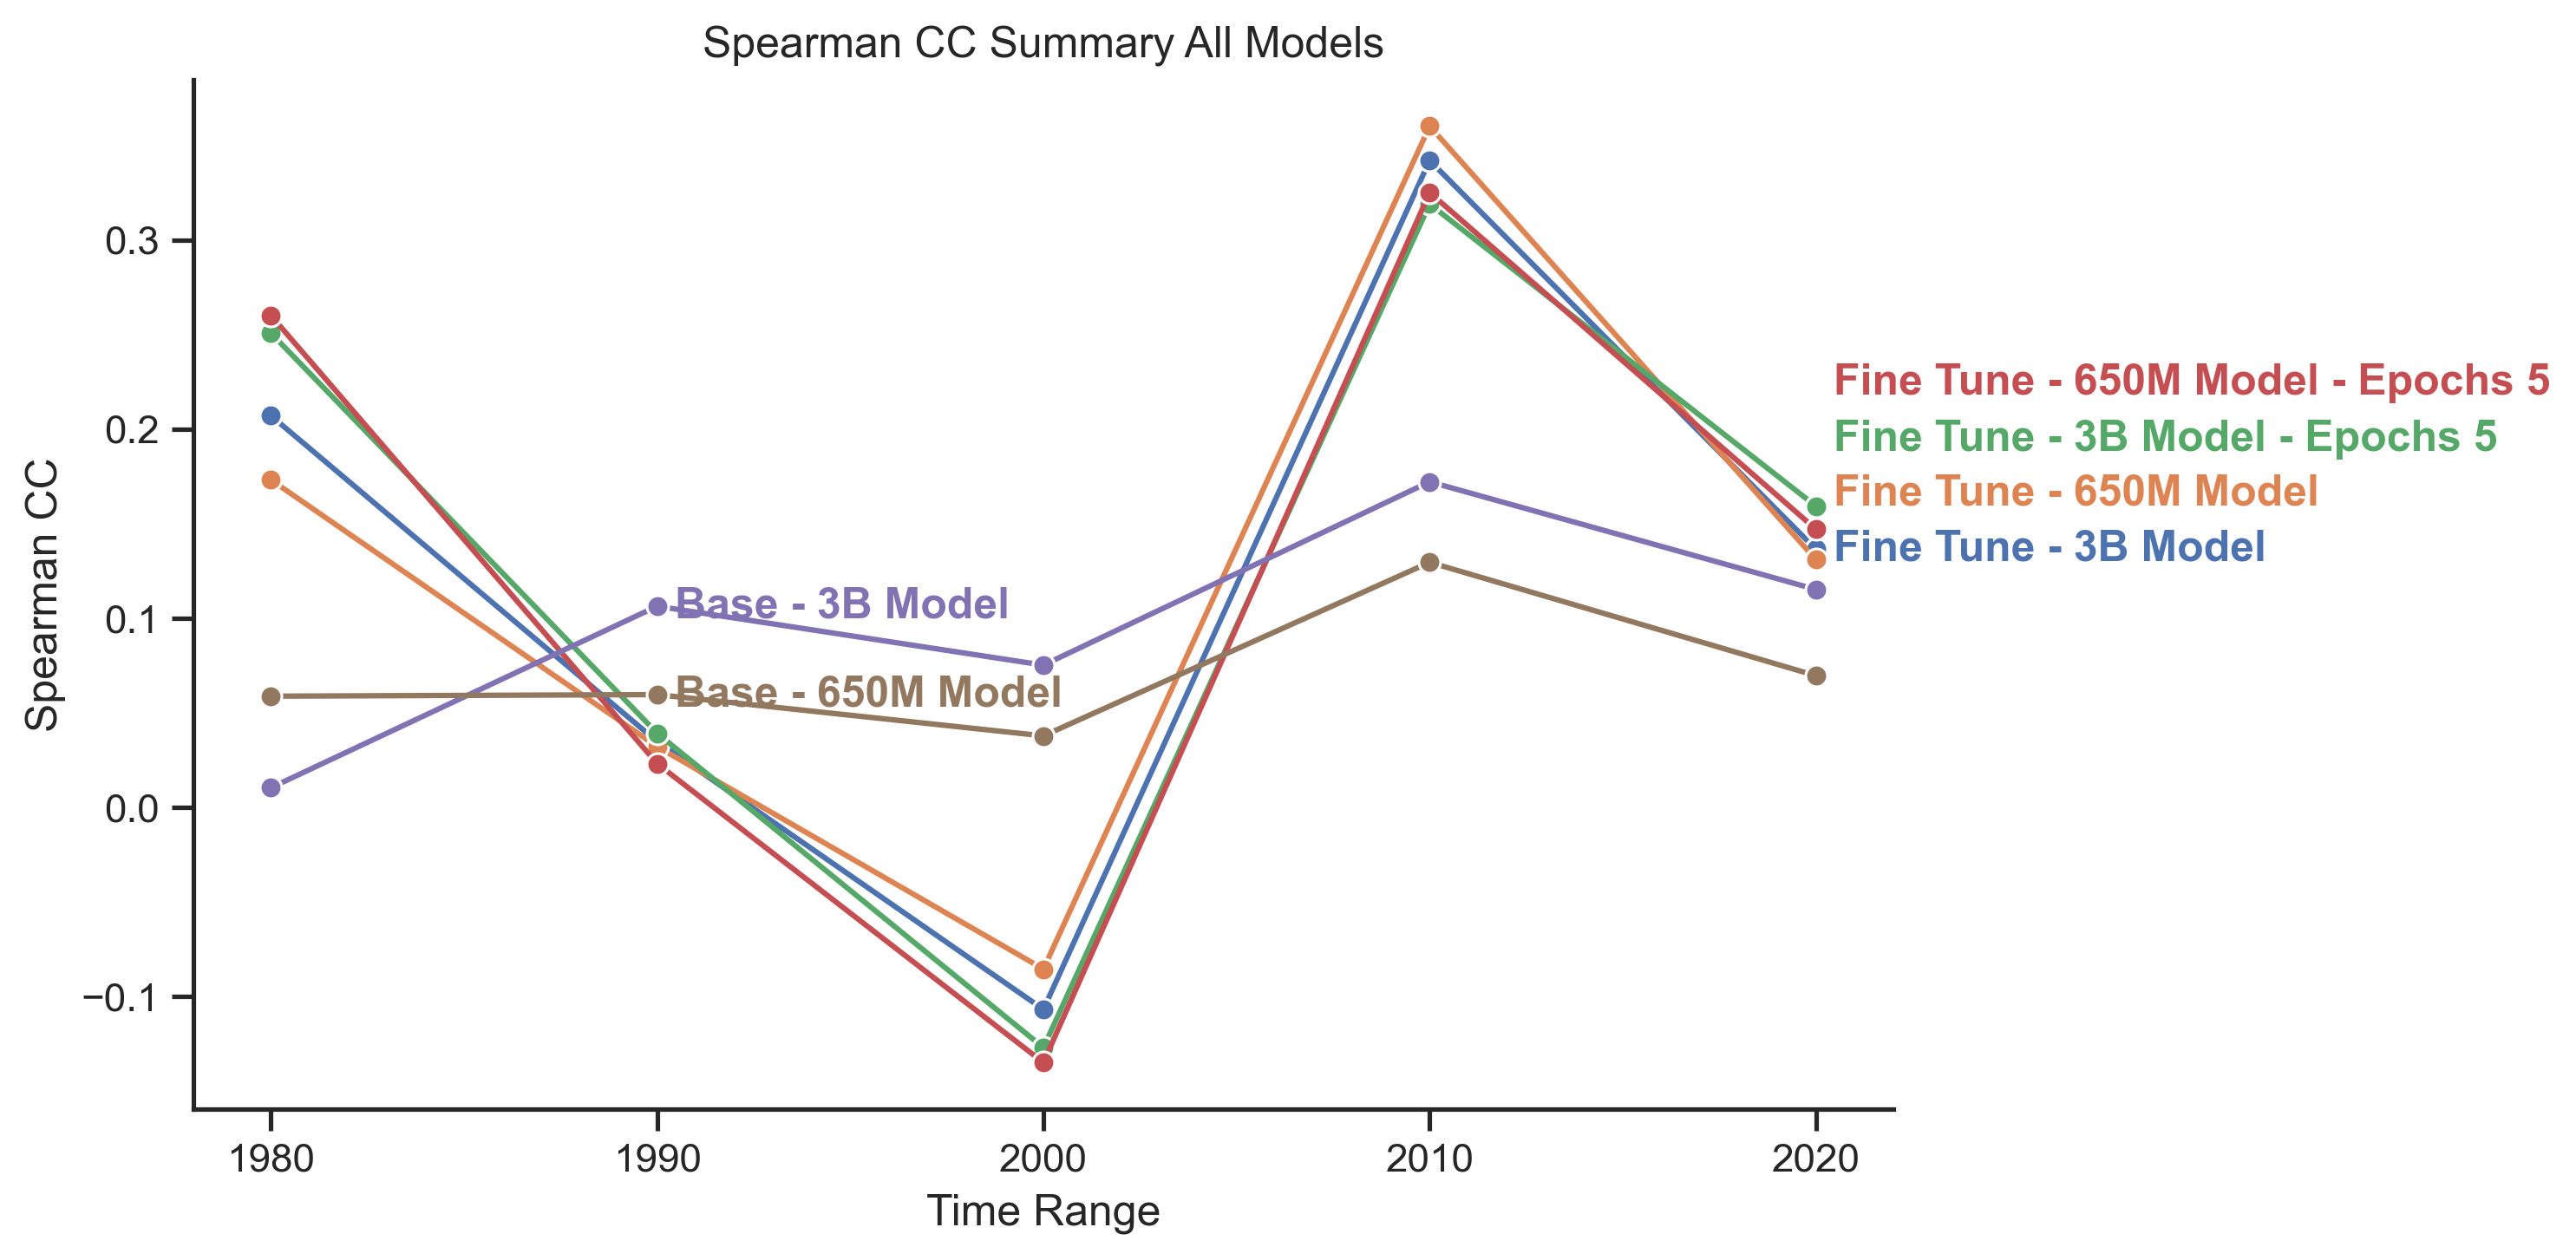 Spearman CC Summary All Models
Spearman CC
0.3
0.2
0.1
0.0
−0.1
Fine Tune - 650M Model - Epochs 5
Fine Tune - 3B Model - Epochs 5
Fine Tune - 650M Model
Fine Tune - 3B Model
Base - 3B Model
Base - 650M Model
1980 1990 2000 2010 2020
Time Range